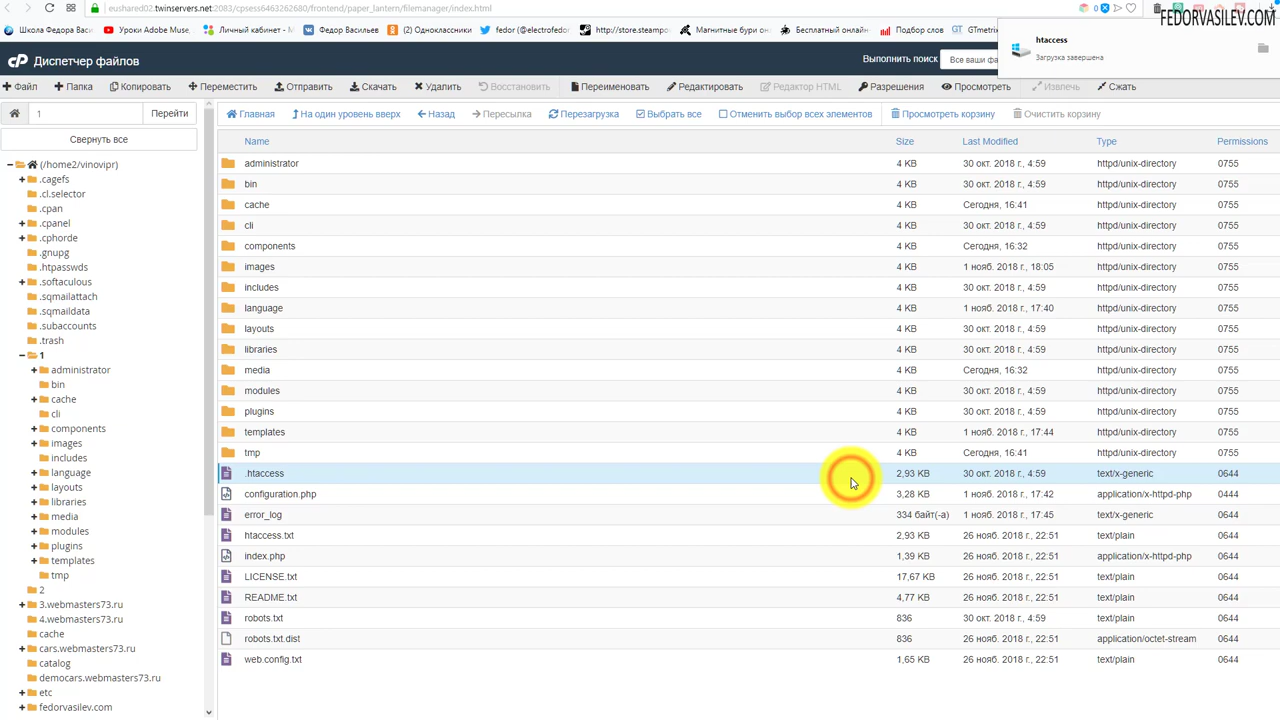 eushared02.twinservers.net:2083/cpsess6463262680/frontend/paper_lantern/filemanager/index.html
FEDORVASILEV.COM
Школа Федора Васи...
Уроки Adobe Muse,
Личный кабинет - M
(2) Одноклассники
fedor (@electrofedo
http://store.steampo
Магнитные бури он
Бесплатный онлайн
Подбор слов
GTmetrix
htaccess
Загрузка завершена
cP Диспетчер файлов
Выполнить поиск
Все ваши фа
Файл
Папка
Копировать
Переместить
Отправить
Скачать
Удалить
Восстановить
Переименовать
Редактировать
Редактор HTML
Разрешения
Просмотреть
Извлечь
Сжать
1
Перейти
Главная
На один уровень вверх
Назад
Пересылка
Перезагрузка
Выбрать все
Отменить выбор всех элементов
Просмотреть корзину
Очистить корзину
Свернуть все
(/home2/vinovipr)
.cagefs
.cl.selector
.cpan
.cpanel
.cphorde
.gnupg
.htpasswds
.softaculous
.sqmailattach
.sqmaildata
.subaccounts
.trash
1
administrator
bin
cache
cli
components
images
includes
language
layouts
libraries
media
modules
plugins
templates
tmp
2
3.webmasters73.ru
4.webmasters73.ru
cache
cars.webmasters73.ru
catalog
democars.webmasters73.ru
etc
fedorvasilev.com
Name Size Last Modified Type Permissions
administrator 4 KB 30 окт. 2018 г., 4:59 httpd/unix-directory 0755
bin 4 KB 30 окт. 2018 г., 4:59 httpd/unix-directory 0755
cache 4 KB Сегодня, 16:41 httpd/unix-directory 0755
cli 4 KB 30 окт. 2018 г., 4:59 httpd/unix-directory 0755
components 4 KB Сегодня, 16:32 httpd/unix-directory 0755
images 4 KB 1 нояб. 2018 г., 18:05 httpd/unix-directory 0755
includes 4 KB 30 окт. 2018 г., 4:59 httpd/unix-directory 0755
language 4 KB 1 нояб. 2018 г., 17:40 httpd/unix-directory 0755
layouts 4 KB 30 окт. 2018 г., 4:59 httpd/unix-directory 0755
libraries 4 KB 30 окт. 2018 г., 4:59 httpd/unix-directory 0755
media 4 KB Сегодня, 16:32 httpd/unix-directory 0755
modules 4 KB 30 окт. 2018 г., 4:59 httpd/unix-directory 0755
plugins 4 KB 30 окт. 2018 г., 4:59 httpd/unix-directory 0755
templates 4 KB 1 нояб. 2018 г., 17:44 httpd/unix-directory 0755
tmp 4 KB Сегодня, 16:41 httpd/unix-directory 0755
.htaccess 2,93 KB 30 окт. 2018 г., 4:59 text/x-generic 0644
configuration.php 3,28 KB 1 нояб. 2018 г., 17:42 application/x-httpd-php 0444
error_log 334 байт(-а) 1 нояб. 2018 г., 17:45 text/x-generic 0644
htaccess.txt 2,93 KB 26 нояб. 2018 г., 22:51 text/plain 0644
index.php 1,39 KB 26 нояб. 2018 г., 22:51 application/x-httpd-php 0644
LICENSE.txt 17,67 KB 26 нояб. 2018 г., 22:51 text/plain 0644
README.txt 4,77 KB 26 нояб. 2018 г., 22:51 text/plain 0644
robots.txt 836 30 окт. 2018 г., 4:59 text/plain 0644
robots.txt.dist 836 26 нояб. 2018 г., 22:51 application/octet-stream 0644
web.config.txt 1,65 KB 26 нояб. 2018 г., 22:51 text/plain 0644